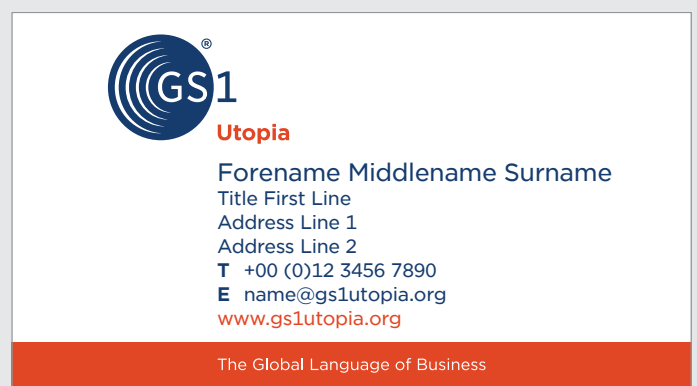 GS1®
Utopia
Forename Middlename Surname
Title First Line
Address Line 1
Address Line 2
T +00 (0)12 3456 7890
E name@gs1utopia.org
www.gs1utopia.org
The Global Language of Business